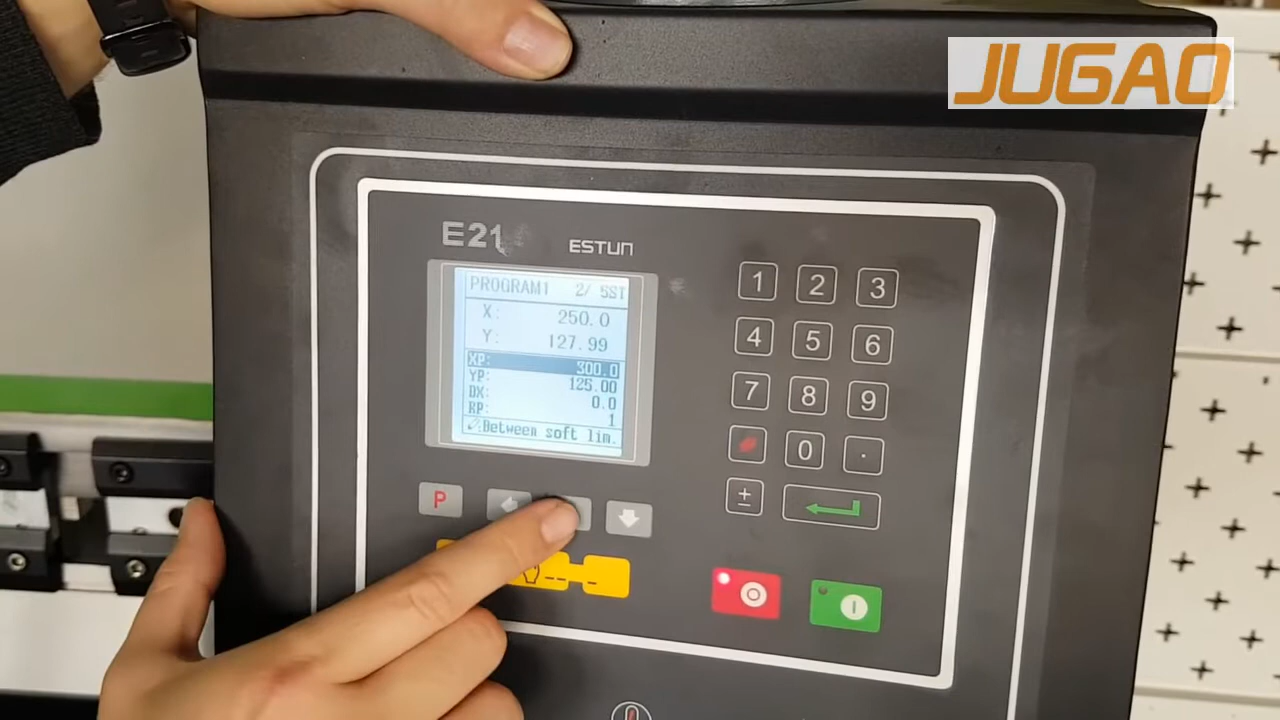 JUGAO
E21 ESTUN
PROGRAM1 2/ 5ST
X: 250.0
Y: 127.99
XP: 300.0
YP: 125.00
DX: 0.0
RP: 1
:Between soft lim.
1 2 3
4 5 6
7 8 9
0 .
±
P